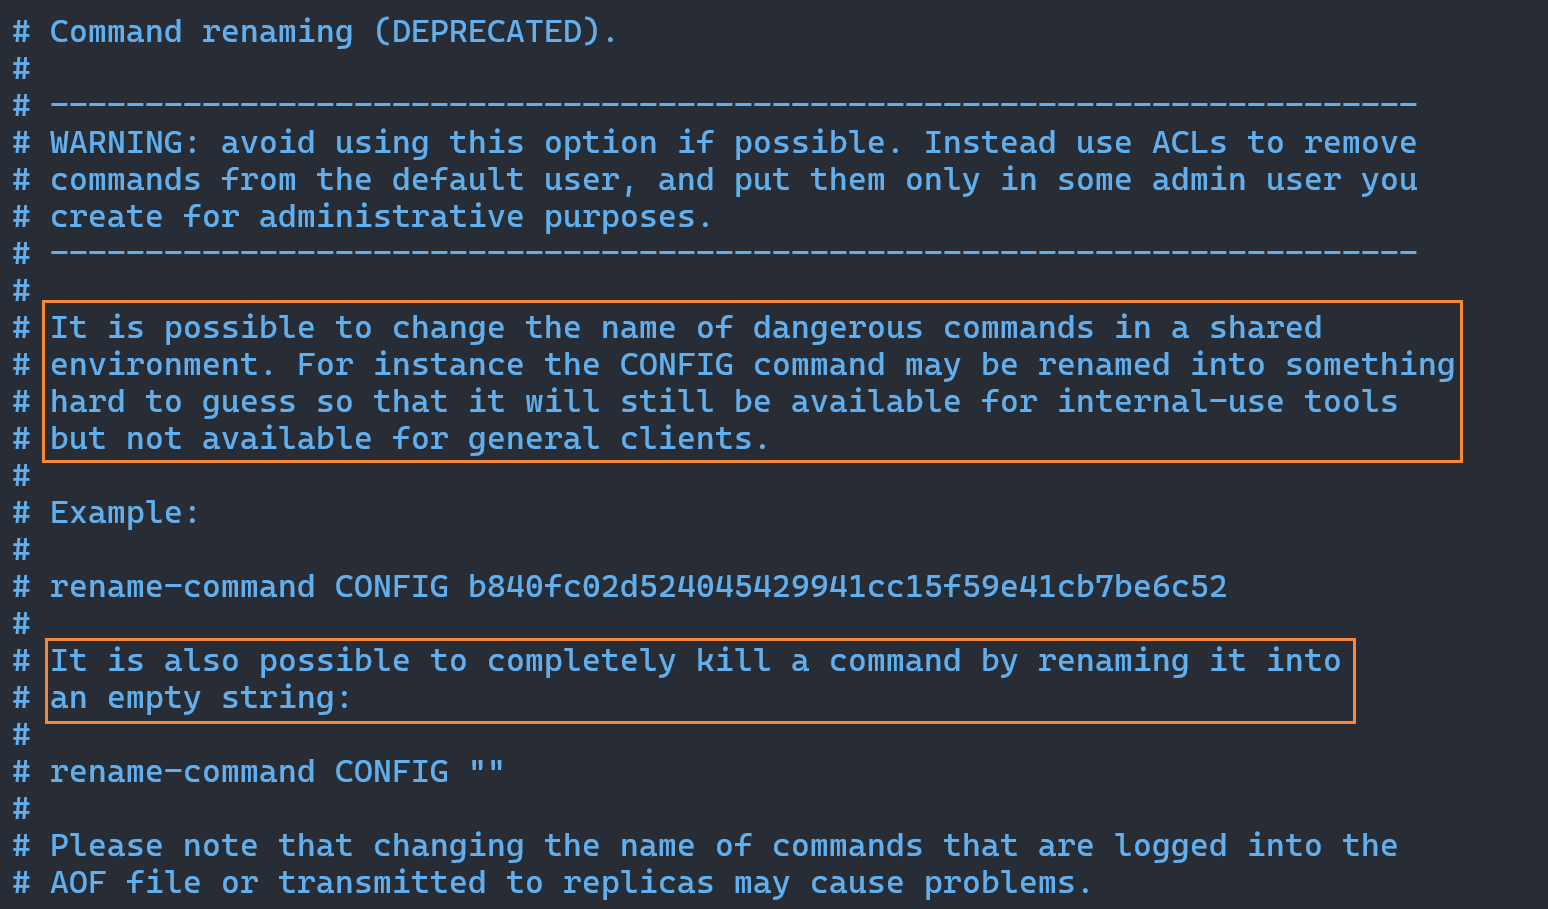 # Command renaming (DEPRECATED).
#
# ------------------------------------------------------------------------
# WARNING: avoid using this option if possible. Instead use ACLs to remove
# commands from the default user, and put them only in some admin user you
# create for administrative purposes.
# ------------------------------------------------------------------------
#
# It is possible to change the name of dangerous commands in a shared
# environment. For instance the CONFIG command may be renamed into something
# hard to guess so that it will still be available for internal-use tools
# but not available for general clients.
#
# Example:
#
# rename-command CONFIG b840fc02d524045429941cc15f59e41cb7be6c52
#
# It is also possible to completely kill a command by renaming it into
# an empty string:
#
# rename-command CONFIG ""
#
# Please note that changing the name of commands that are logged into the
# AOF file or transmitted to replicas may cause problems.